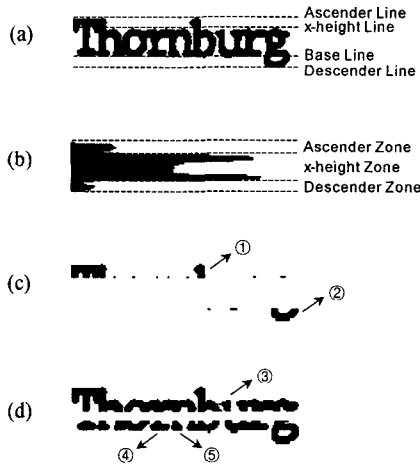 Ascender Line
(a) Thornburg x-height Line
Base Line
Descender Line
(b) Ascender Zone
x-height Zone
Descender Zone
(c) ①
②
(d) ③
④ ⑤